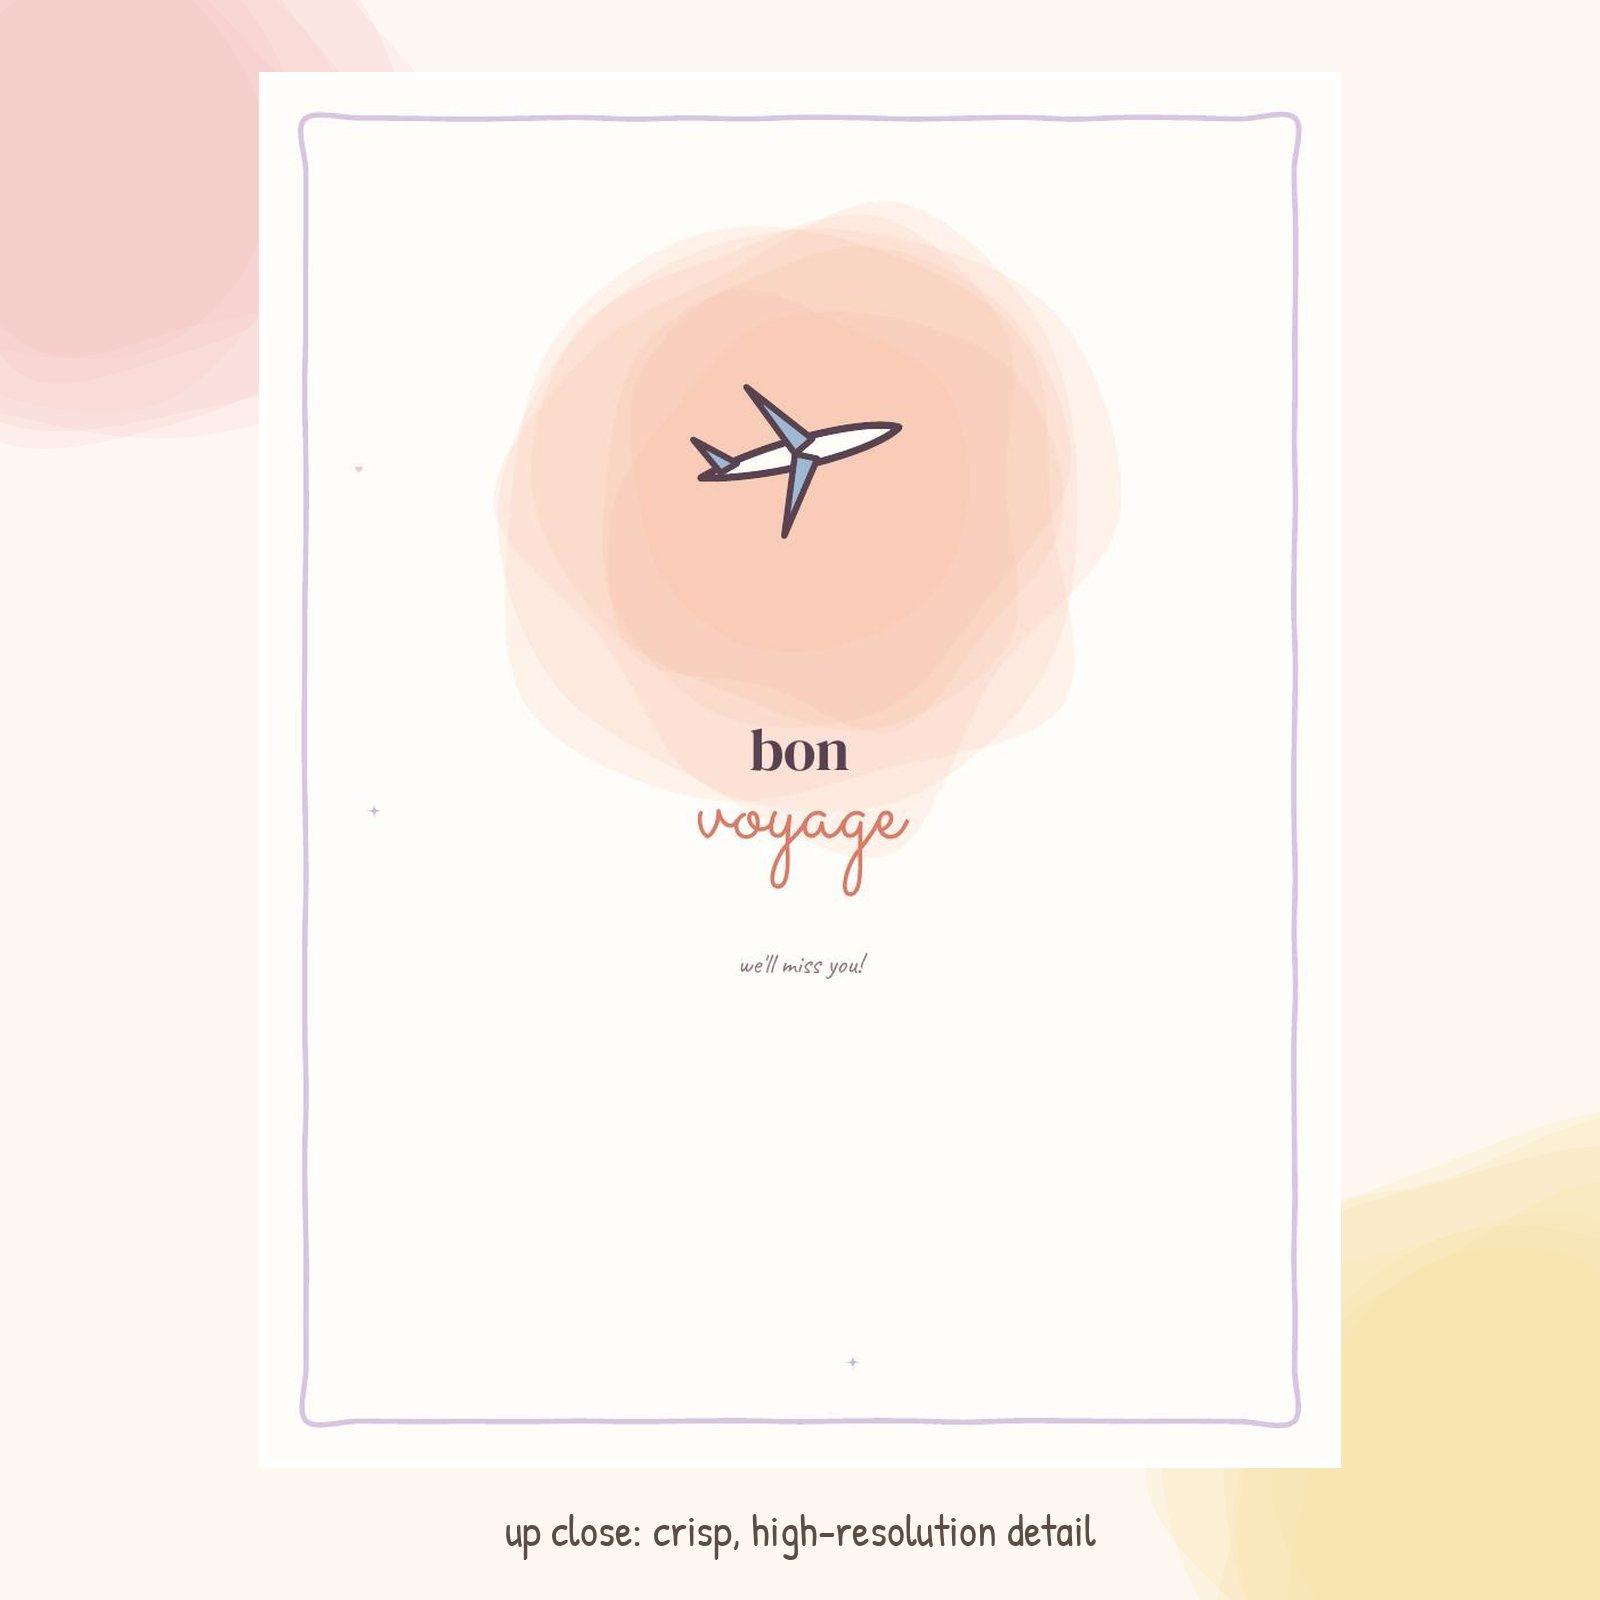 bon
voyage
we'll miss you!
up close: crisp, high-resolution detail